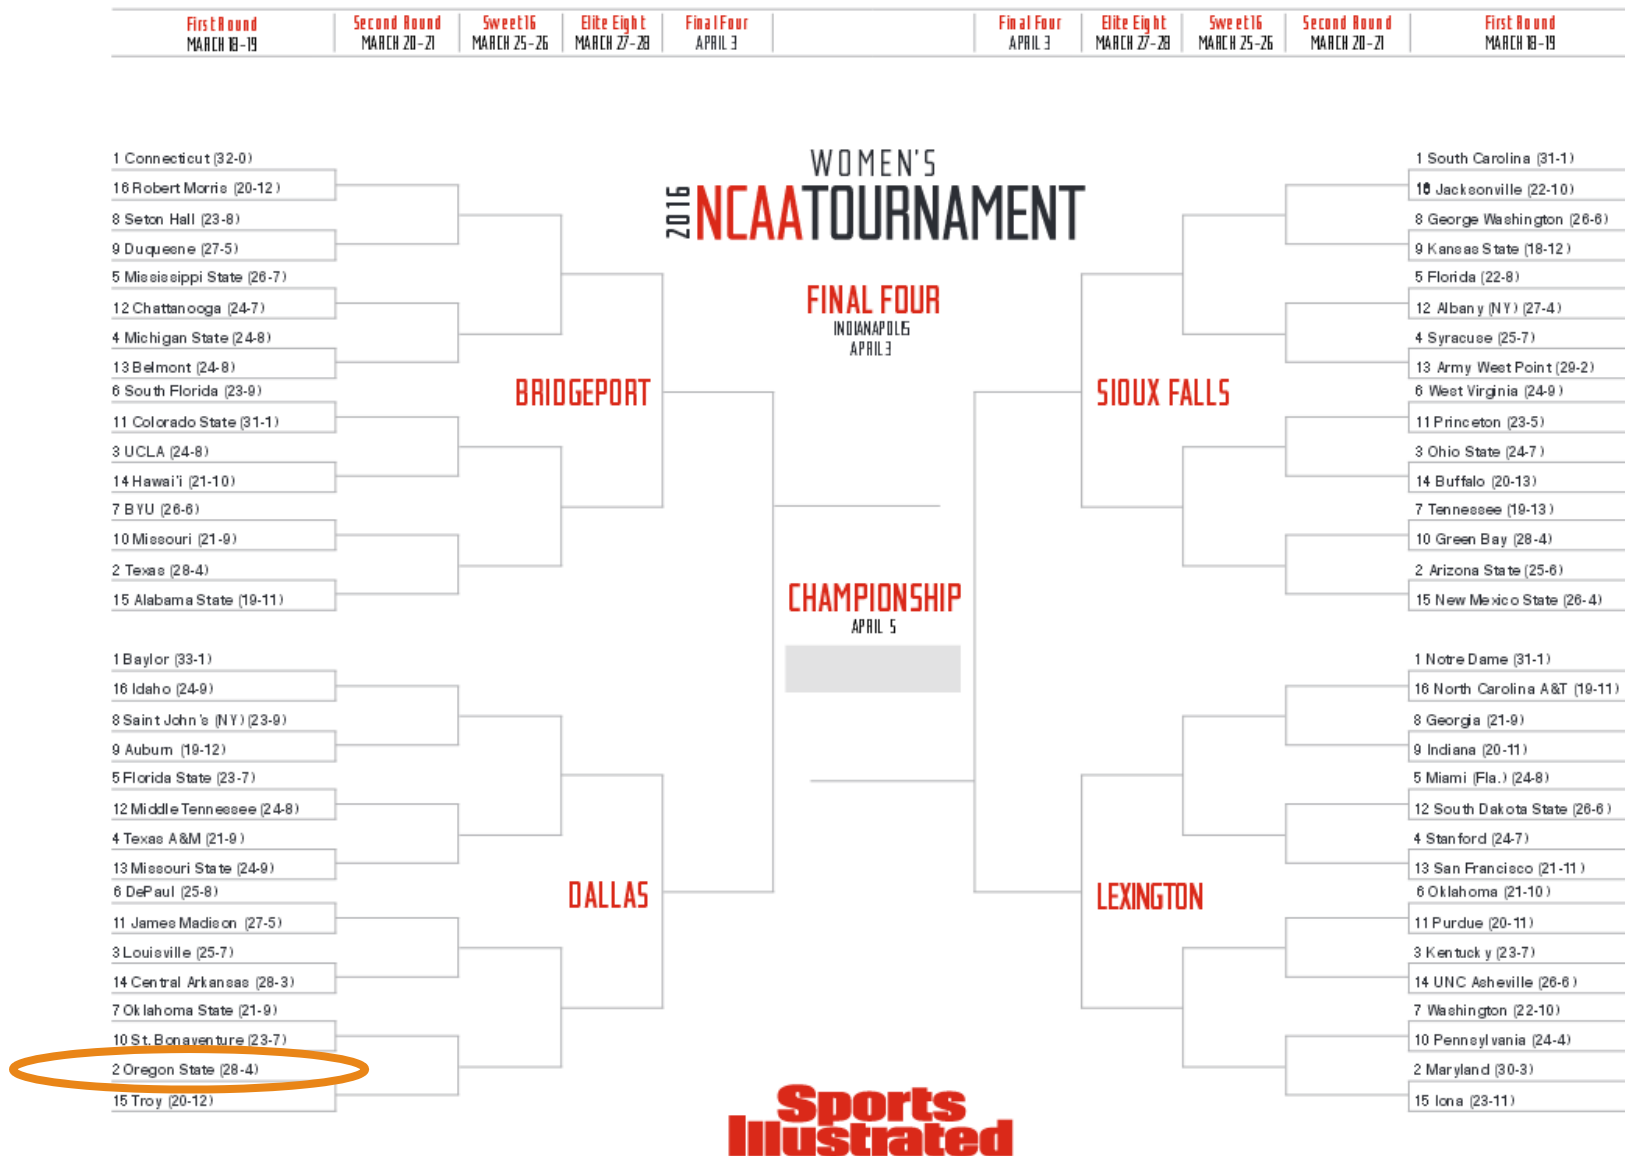 First Round Second Round Sweet 16 Elite Eight Final Four Final Four Elite Eight Sweet 16 Second Round First Round
MARCH 18-19 MARCH 20-21 MARCH 25-26 MARCH 27-28 APRIL 3 APRIL 3 MARCH 27-28 MARCH 25-26 MARCH 20-21 MARCH 18-19
WOMEN'S
2016 NCAATOURNAMENT
FINAL FOUR
INDIANAPOLIS
APRIL 3
1 Connecticut (32-0)
16 Robert Morris (20-12)
8 Seton Hall (23-8)
9 Duquesne (27-5)
5 Mississippi State (26-7)
12 Chattanooga (24-7)
4 Michigan State (24-8)
13 Belmont (24-8)
6 South Florida (23-9)
11 Colorado State (31-1)
3 UCLA (24-8)
14 Hawai'i (21-10)
7 BYU (26-6)
10 Missouri (21-9)
2 Texas (28-4)
15 Alabama State (19-11)
BRIDGEPORT
1 Baylor (33-1)
16 Idaho (24-9)
8 Saint John's (NY) (23-9)
9 Auburn (19-12)
5 Florida State (23-7)
12 Middle Tennessee (24-8)
4 Texas A&M (21-9)
13 Missouri State (24-9)
6 DePaul (25-8)
11 James Madison (27-5)
3 Louisville (25-7)
14 Central Arkansas (28-3)
7 Oklahoma State (21-9)
10 St. Bonaventure (23-7)
2 Oregon State (28-4)
15 Troy (20-12)
DALLAS
CHAMPIONSHIP
APRIL 5
1 South Carolina (31-1)
16 Jacksonville (22-10)
8 George Washington (26-6)
9 Kansas State (18-12)
5 Florida (22-8)
12 Albany (NY) (27-4)
4 Syracuse (25-7)
13 Army West Point (29-2)
6 West Virginia (24-9)
11 Princeton (23-5)
3 Ohio State (24-7)
14 Buffalo (20-13)
7 Tennessee (19-13)
10 Green Bay (28-4)
2 Arizona State (25-6)
15 New Mexico State (26-4)
SIOUX FALLS
1 Notre Dame (31-1)
16 North Carolina A&T (19-11)
8 Georgia (21-9)
9 Indiana (20-11)
5 Miami (Fla.) (24-8)
12 South Dakota State (26-6)
4 Stanford (24-7)
13 San Francisco (21-11)
6 Oklahoma (21-10)
11 Purdue (20-11)
3 Kentucky (23-7)
14 UNC Asheville (26-6)
7 Washington (22-10)
10 Pennsylvania (24-4)
2 Maryland (30-3)
15 Iona (23-11)
LEXINGTON
Sports
Illustrated